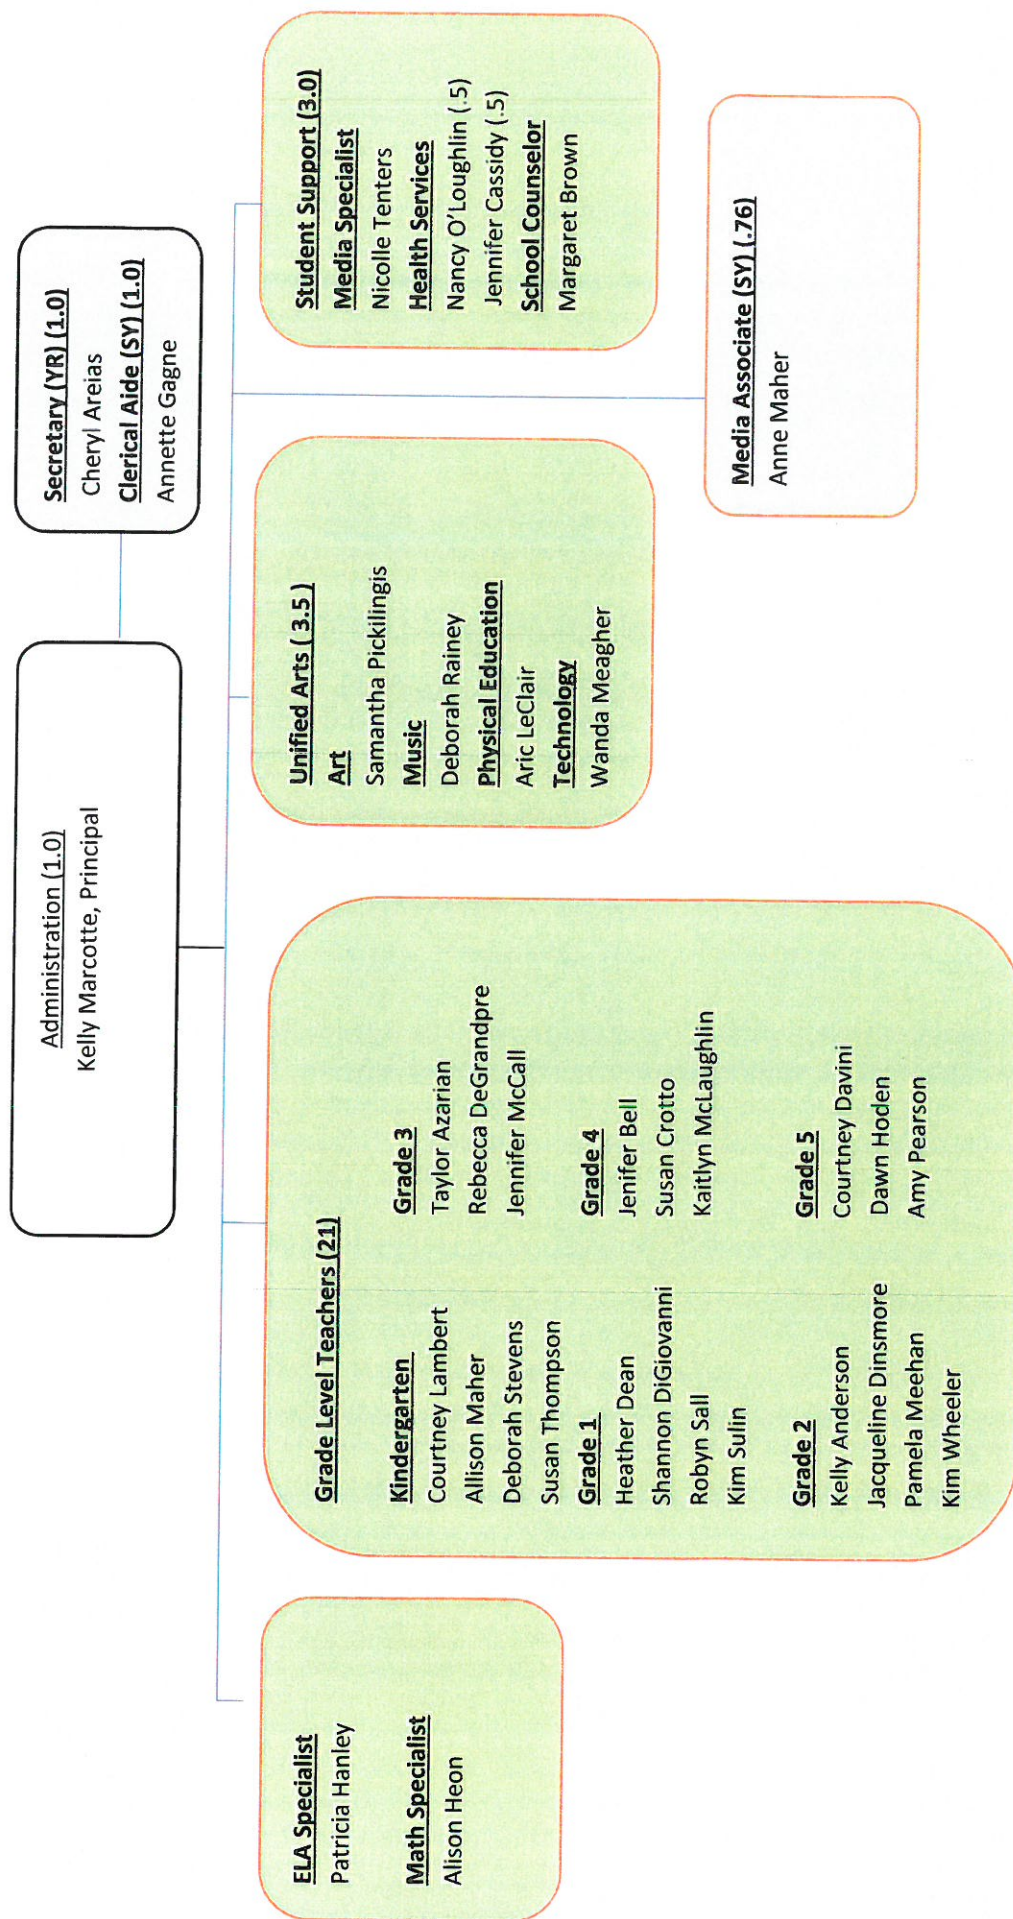 Administration (1.0)
Kelly Marcotte, Principal
Secretary (YR) (1.0)
Cheryl Areias
Clerical Aide (SY) (1.0)
Annette Gagne
ELA Specialist
Patricia Hanley
Math Specialist
Alison Heon
Grade Level Teachers (21)
Kindergarten
Courtney Lambert
Allison Maher
Deborah Stevens
Susan Thompson
Grade 1
Heather Dean
Shannon DiGiovanni
Robyn Sall
Kim Sulin
Grade 2
Kelly Anderson
Jacqueline Dinsmore
Pamela Meehan
Kim Wheeler
Grade 3
Taylor Azarian
Rebecca DeGrandpre
Jennifer McCall
Grade 4
Jenifer Bell
Susan Crotto
Kaitlyn McLaughlin
Grade 5
Courtney Davini
Dawn Hoden
Amy Pearson
Unified Arts ( 3.5 )
Art
Samantha Pickilingis
Music
Deborah Rainey
Physical Education
Aric LeClair
Technology
Wanda Meagher
Student Support (3.0)
Media Specialist
Nicolle Tenters
Health Services
Nancy O'Loughlin (.5)
Jennifer Cassidy (.5)
School Counselor
Margaret Brown
Media Associate (SY) (.76)
Anne Maher